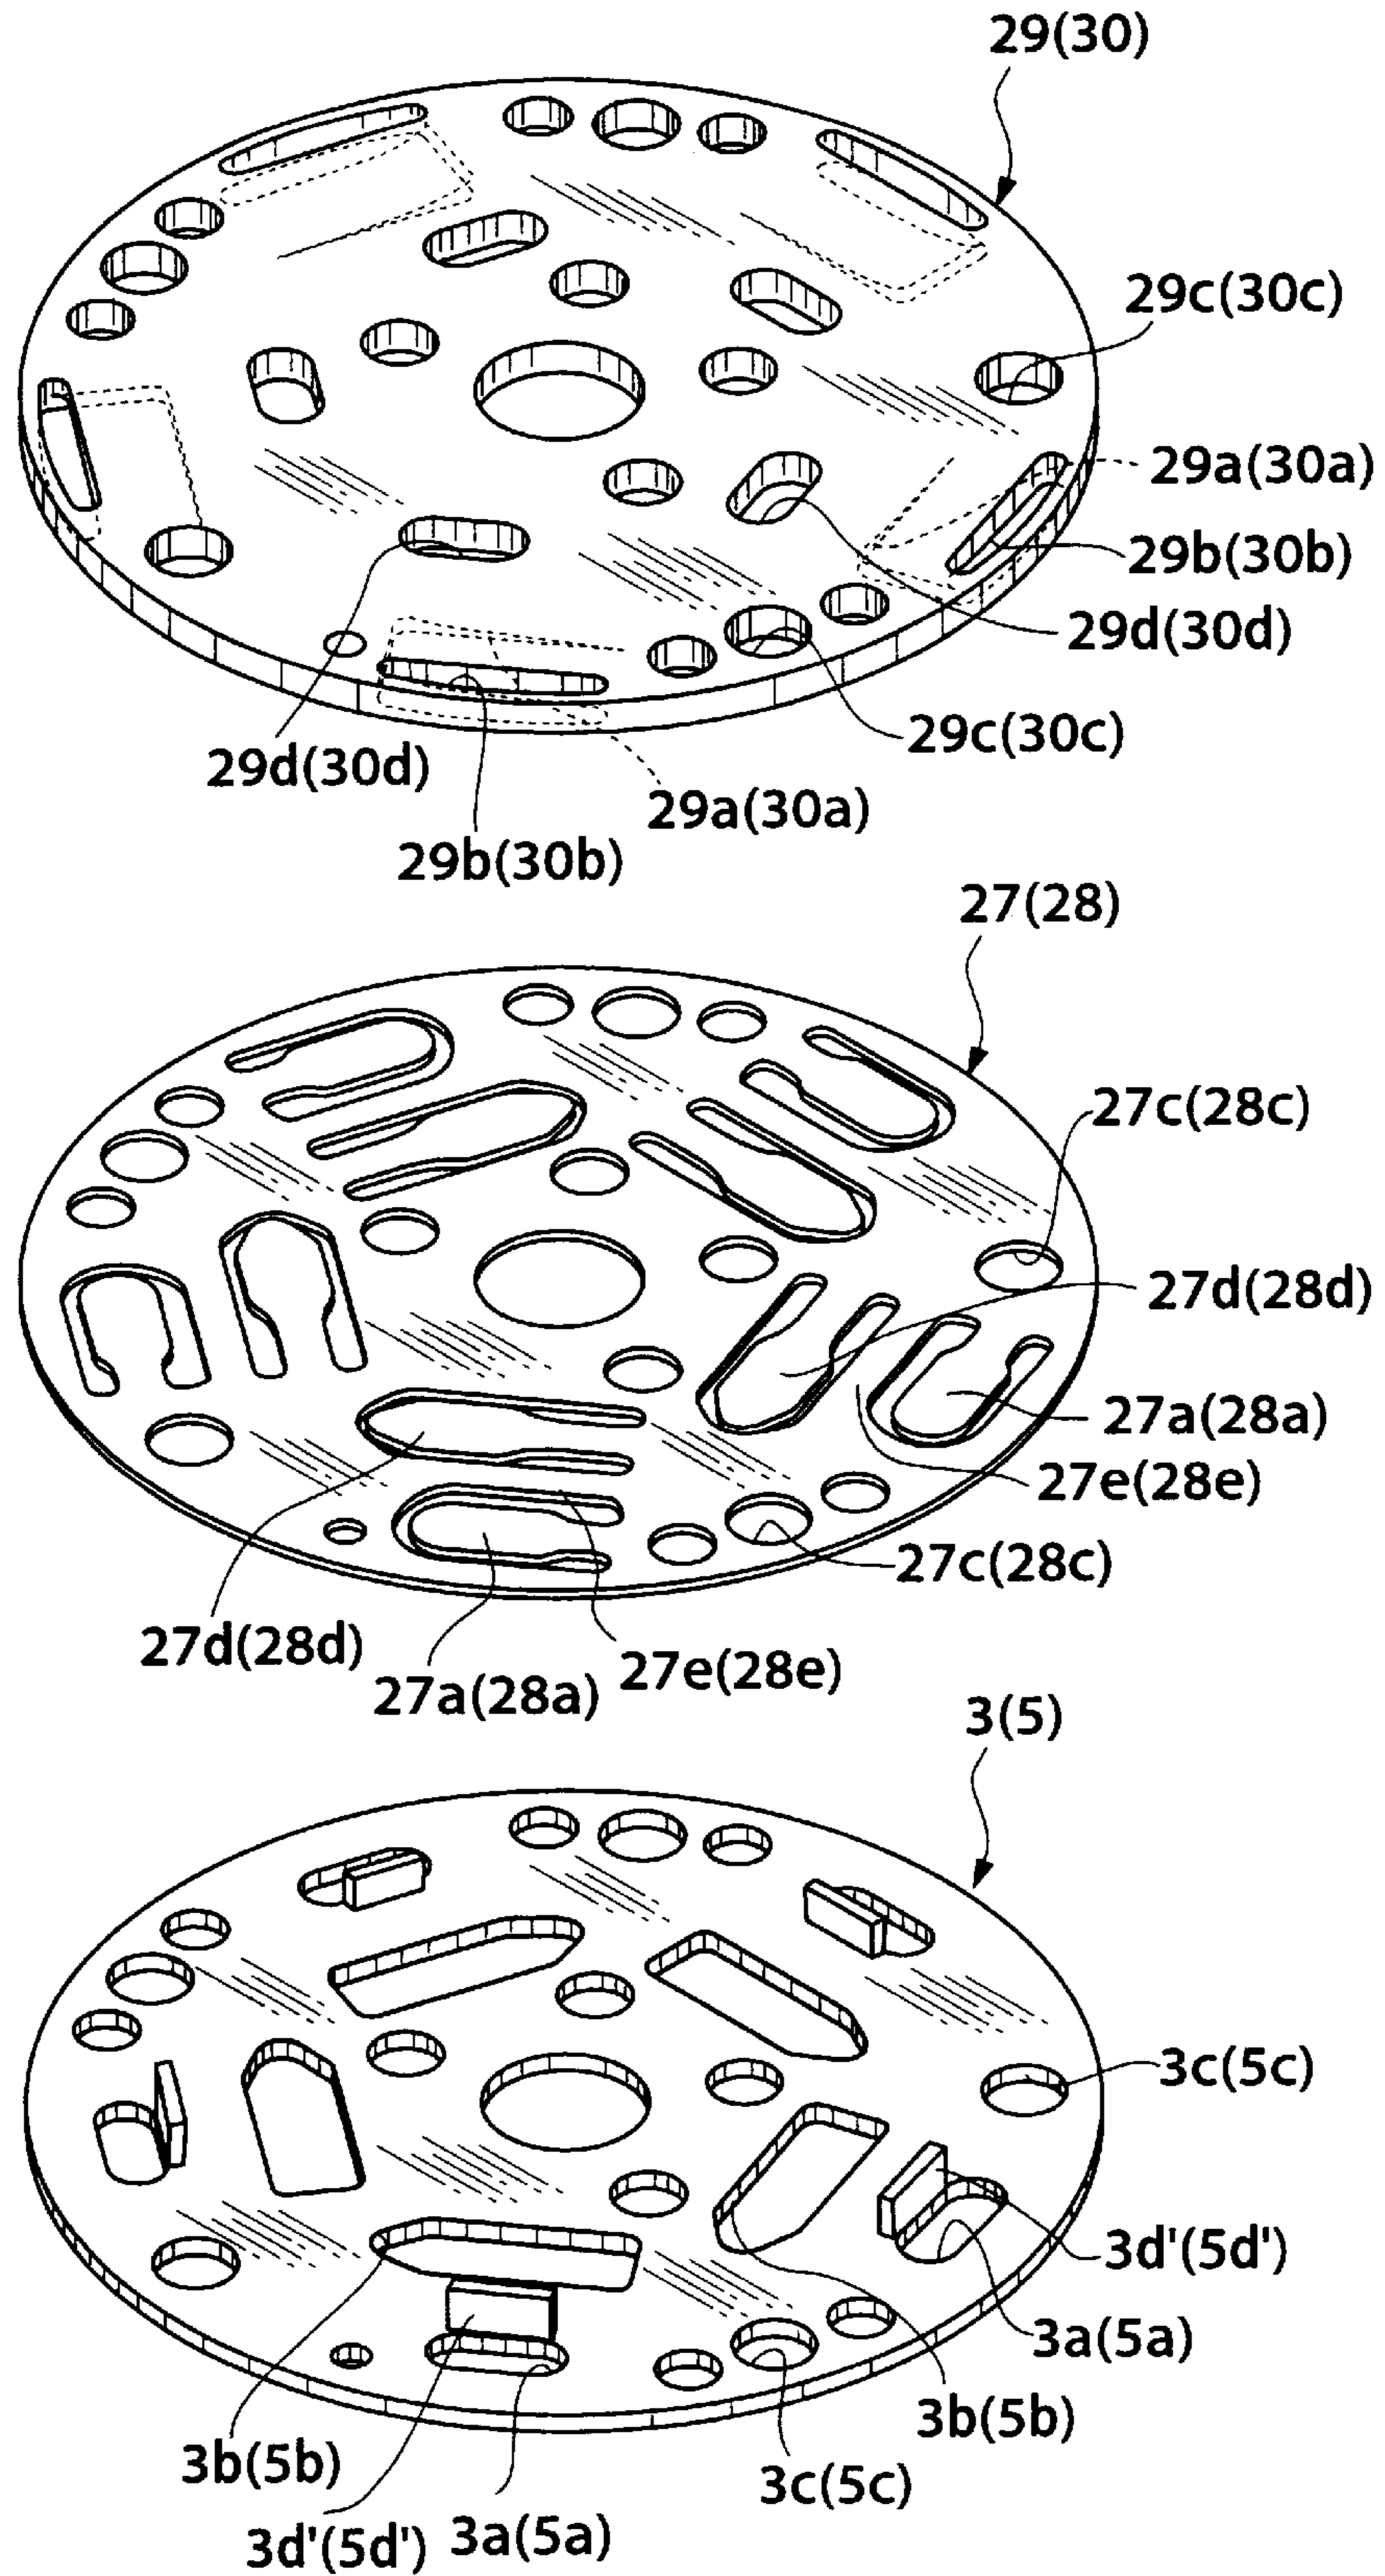 29(30)
29c(30c)
29a(30a)
29b(30b)
29d(30d)
29c(30c)
29d(30d)
29a(30a)
29b(30b)
27(28)
27c(28c)
27d(28d)
27a(28a)
27e(28e)
27c(28c)
27d(28d)
27e(28e)
27a(28a)
3(5)
3c(5c)
3d'(5d')
3a(5a)
3b(5b)
3b(5b)
3c(5c)
3d'(5d')
3a(5a)